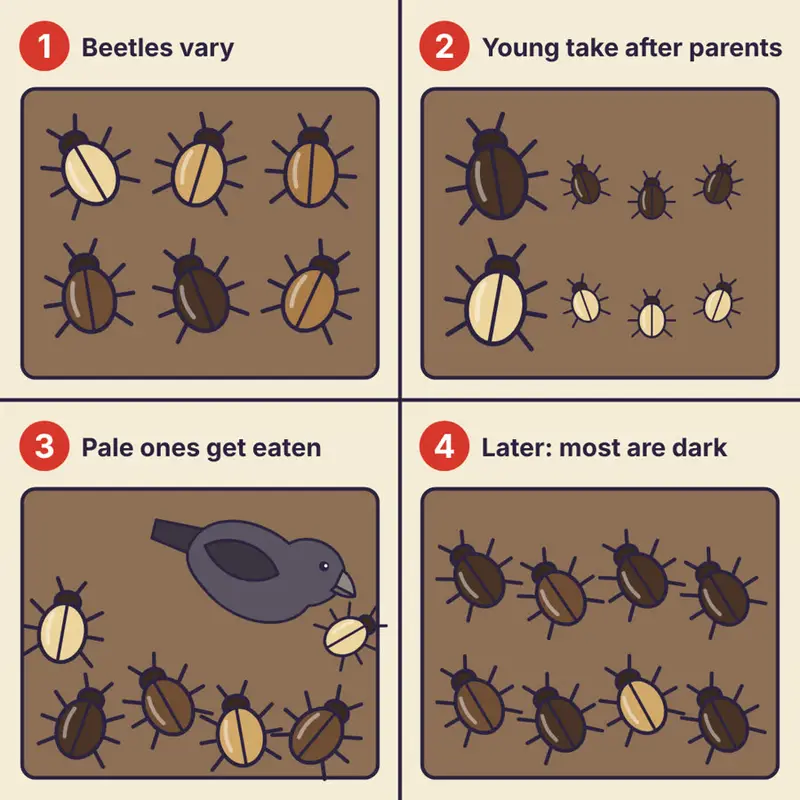 1 Beetles vary
2 Young take after parents
3 Pale ones get eaten
4 Later: most are dark